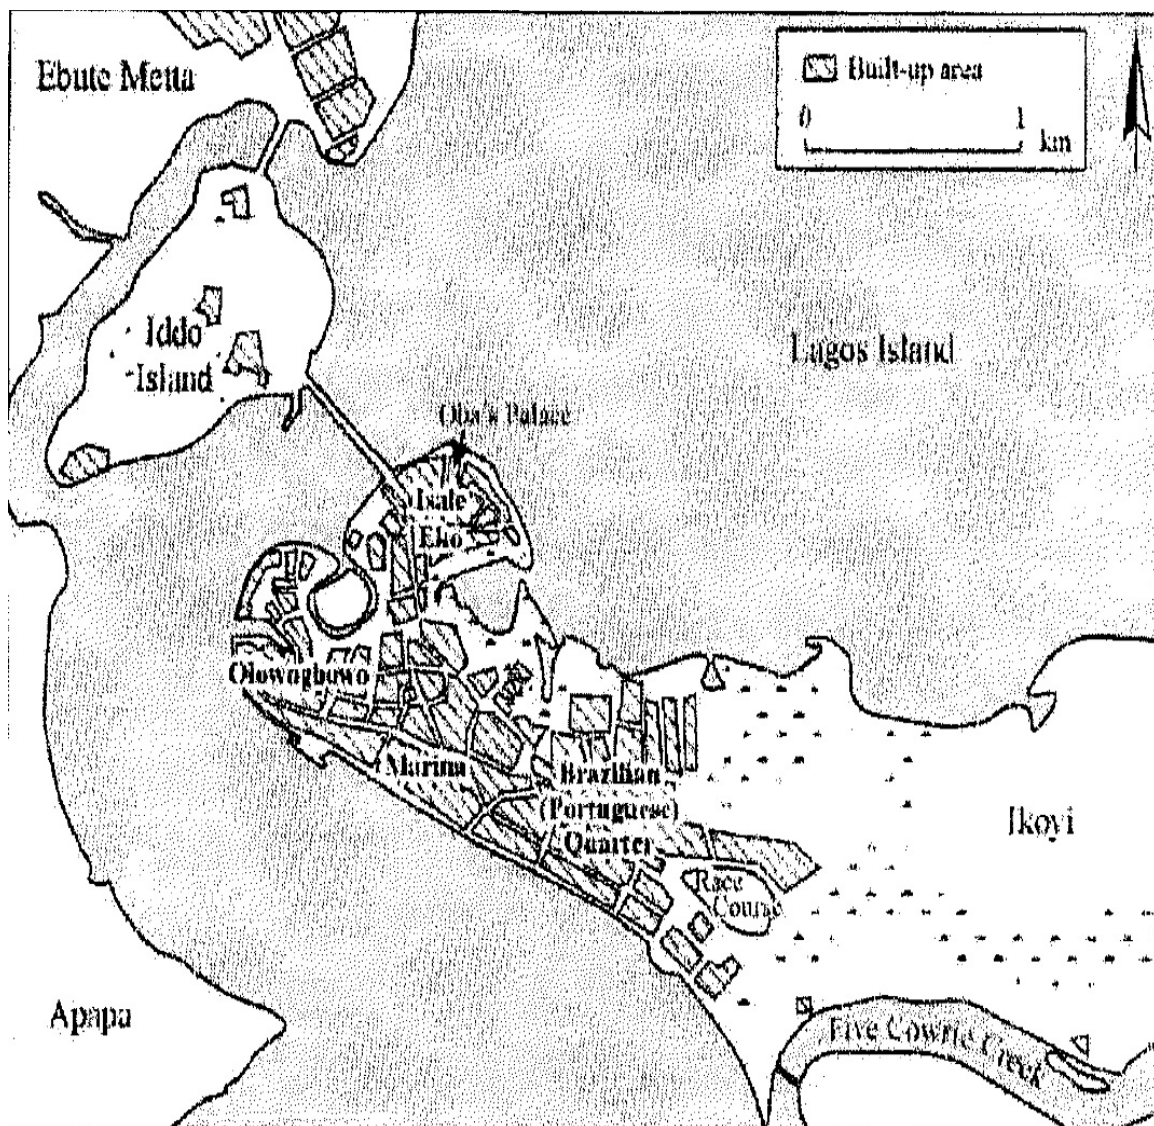 Ebute Metta
Built-up area
0 1
km
Iddo
Island
Lagos Island
Oba's Palace
Isale
Eko
Olowogbowo
Marina
Brazilian
(Portuguese)
Quarter
Race
Course
Ikoyi
Apapa
Five Cowrie Creek